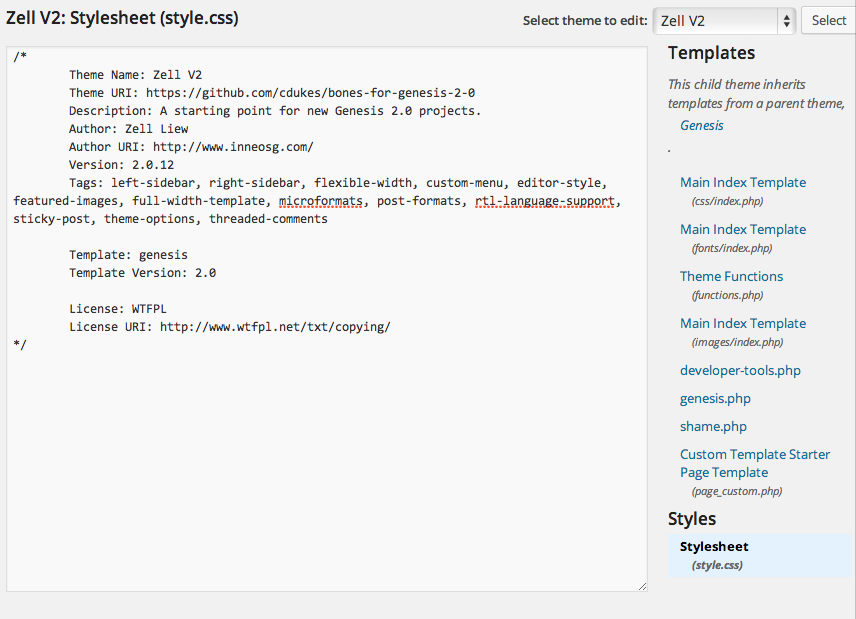 Zell V2: Stylesheet (style.css)
Select theme to edit: Zell V2 Select
/*
Theme Name: Zell V2
Theme URI: https://github.com/cdukes/bones-for-genesis-2-0
Description: A starting point for new Genesis 2.0 projects.
Author: Zell Liew
Author URI: http://www.inneosg.com/
Version: 2.0.12
Tags: left-sidebar, right-sidebar, flexible-width, custom-menu, editor-style,
featured-images, full-width-template, microformats, post-formats, rtl-language-support,
sticky-post, theme-options, threaded-comments
Template: genesis
Template Version: 2.0
License: WTFPL
License URI: http://www.wtfpl.net/txt/copying/
*/
Templates
This child theme inherits
templates from a parent theme,
Genesis
.
Main Index Template
(css/index.php)
Main Index Template
(fonts/index.php)
Theme Functions
(functions.php)
Main Index Template
(images/index.php)
developer-tools.php
genesis.php
shame.php
Custom Template Starter
Page Template
(page_custom.php)
Styles
Stylesheet
(style.css)